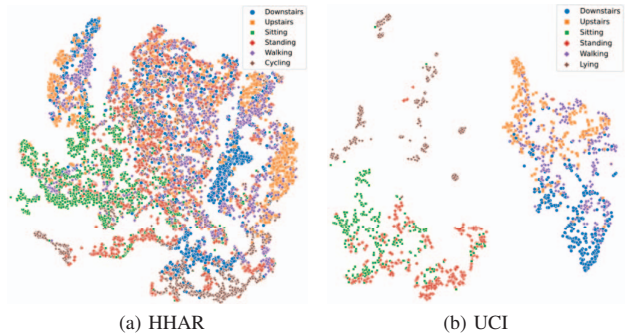 Downstairs
Upstairs
Sitting
Standing
Walking
Cycling
Downstairs
Upstairs
Sitting
Standing
Walking
Lying
(a) HHAR
(b) UCI